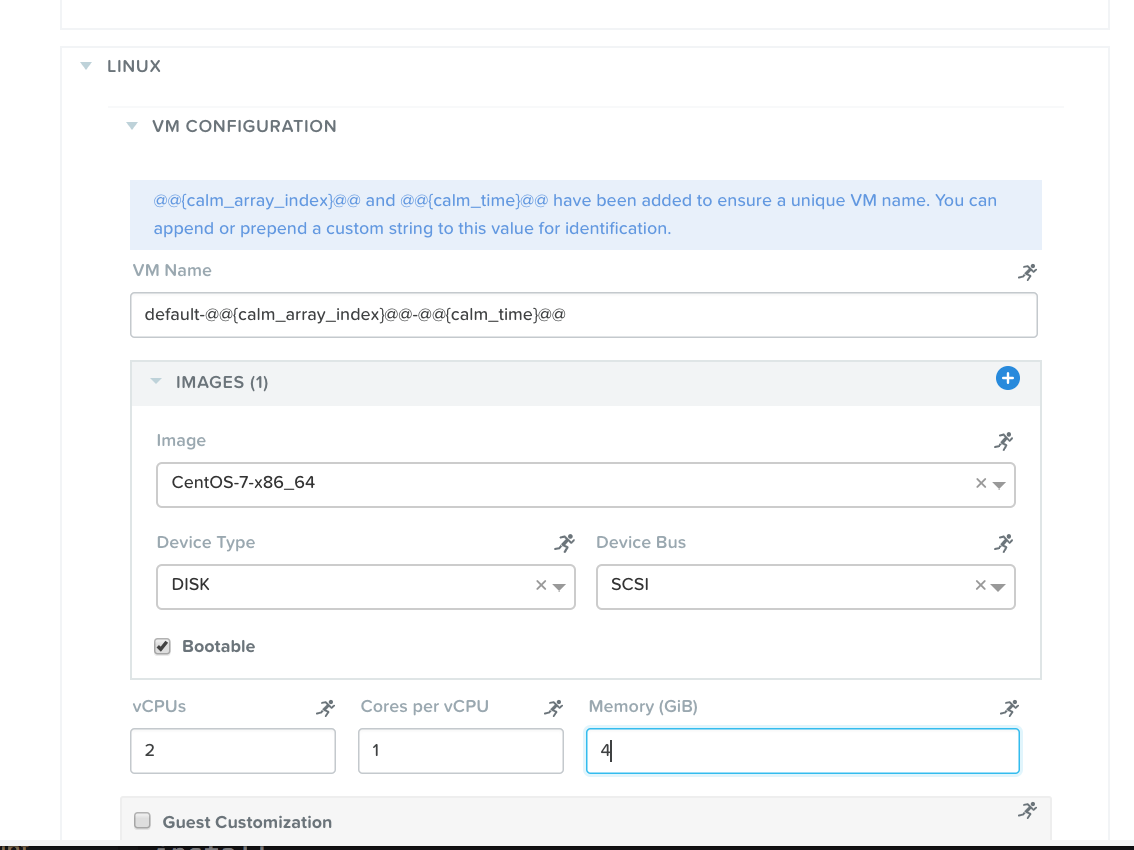 LINUX
VM CONFIGURATION
@@{calm_array_index}@@ and @@{calm_time}@@ have been added to ensure a unique VM name. You can
append or prepend a custom string to this value for identification.
VM Name
default-@@{calm_array_index}@@-@@{calm_time}@@
IMAGES (1)
Image
CentOS-7-x86_64
Device Type
Device Bus
DISK
SCSI
Bootable
vCPUs
Cores per vCPU
Memory (GiB)
2
1
4
Guest Customization